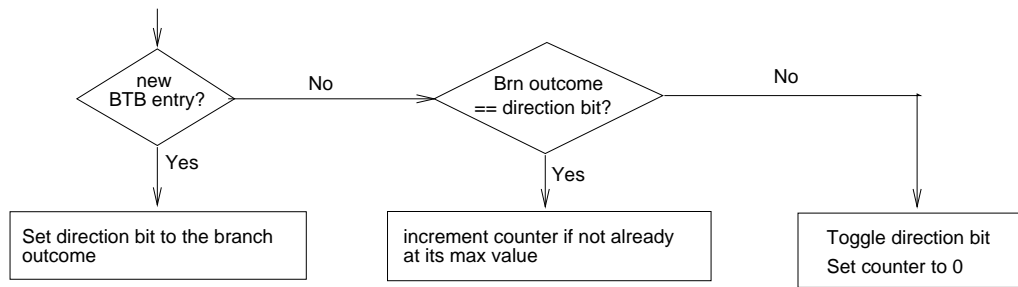 new
BTB entry?
No
Yes
Brn outcome
== direction bit?
No
Yes
Set direction bit to the branch
outcome
increment counter if not already
at its max value
Toggle direction bit
Set counter to 0